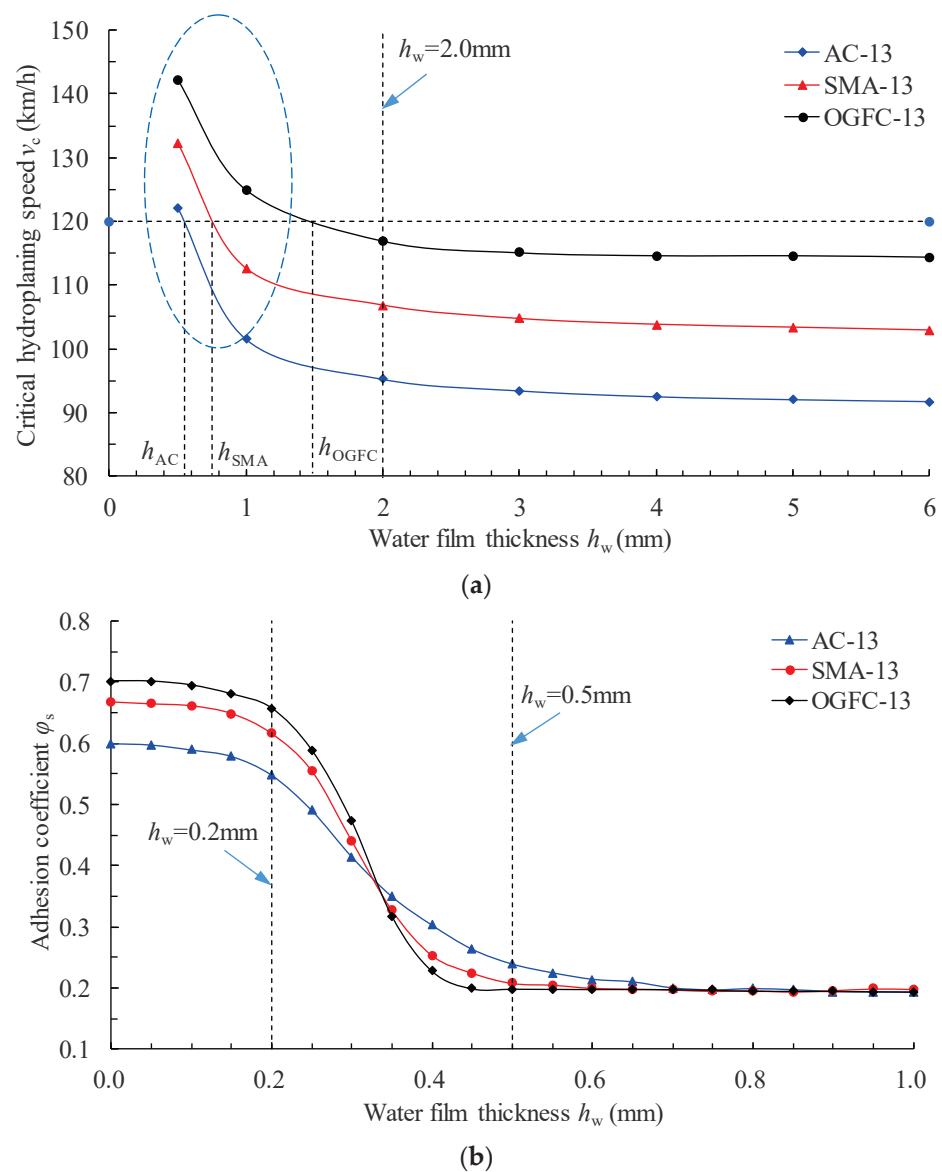 150
140
130
120
110
100
90
80
Critical hydroplaning speed vc (km/h)
hw=2.0mm
AC-13
SMA-13
OGFC-13
hAC
hSMA
hOGFC
0 1 2 3 4 5 6
Water film thickness hw (mm)
(a)
0.8
0.7
0.6
0.5
0.4
0.3
0.2
0.1
Adhesion coefficient φs
AC-13
SMA-13
OGFC-13
hw=0.5mm
hw=0.2mm
0.0 0.2 0.4 0.6 0.8 1.0
Water film thickness hw (mm)
(b)